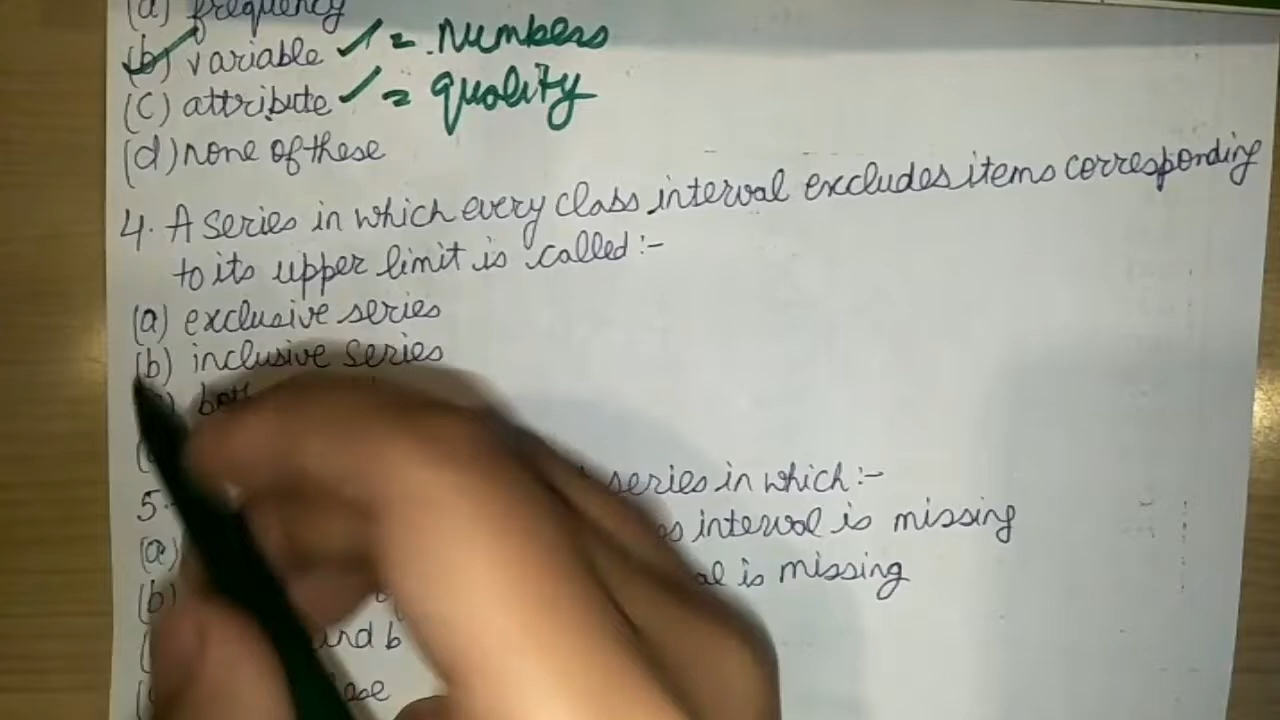 (a) frequency
(b) variable ✓ = Numbers
(c) attribute ✓ = quality
(d) none of these
4. A series in which every class interval excludes items corresponding
to its upper limit is called :-
(a) exclusive series
(b) inclusive series
series in which :-
5.
interval is missing
(a)
is missing
(b)
and b